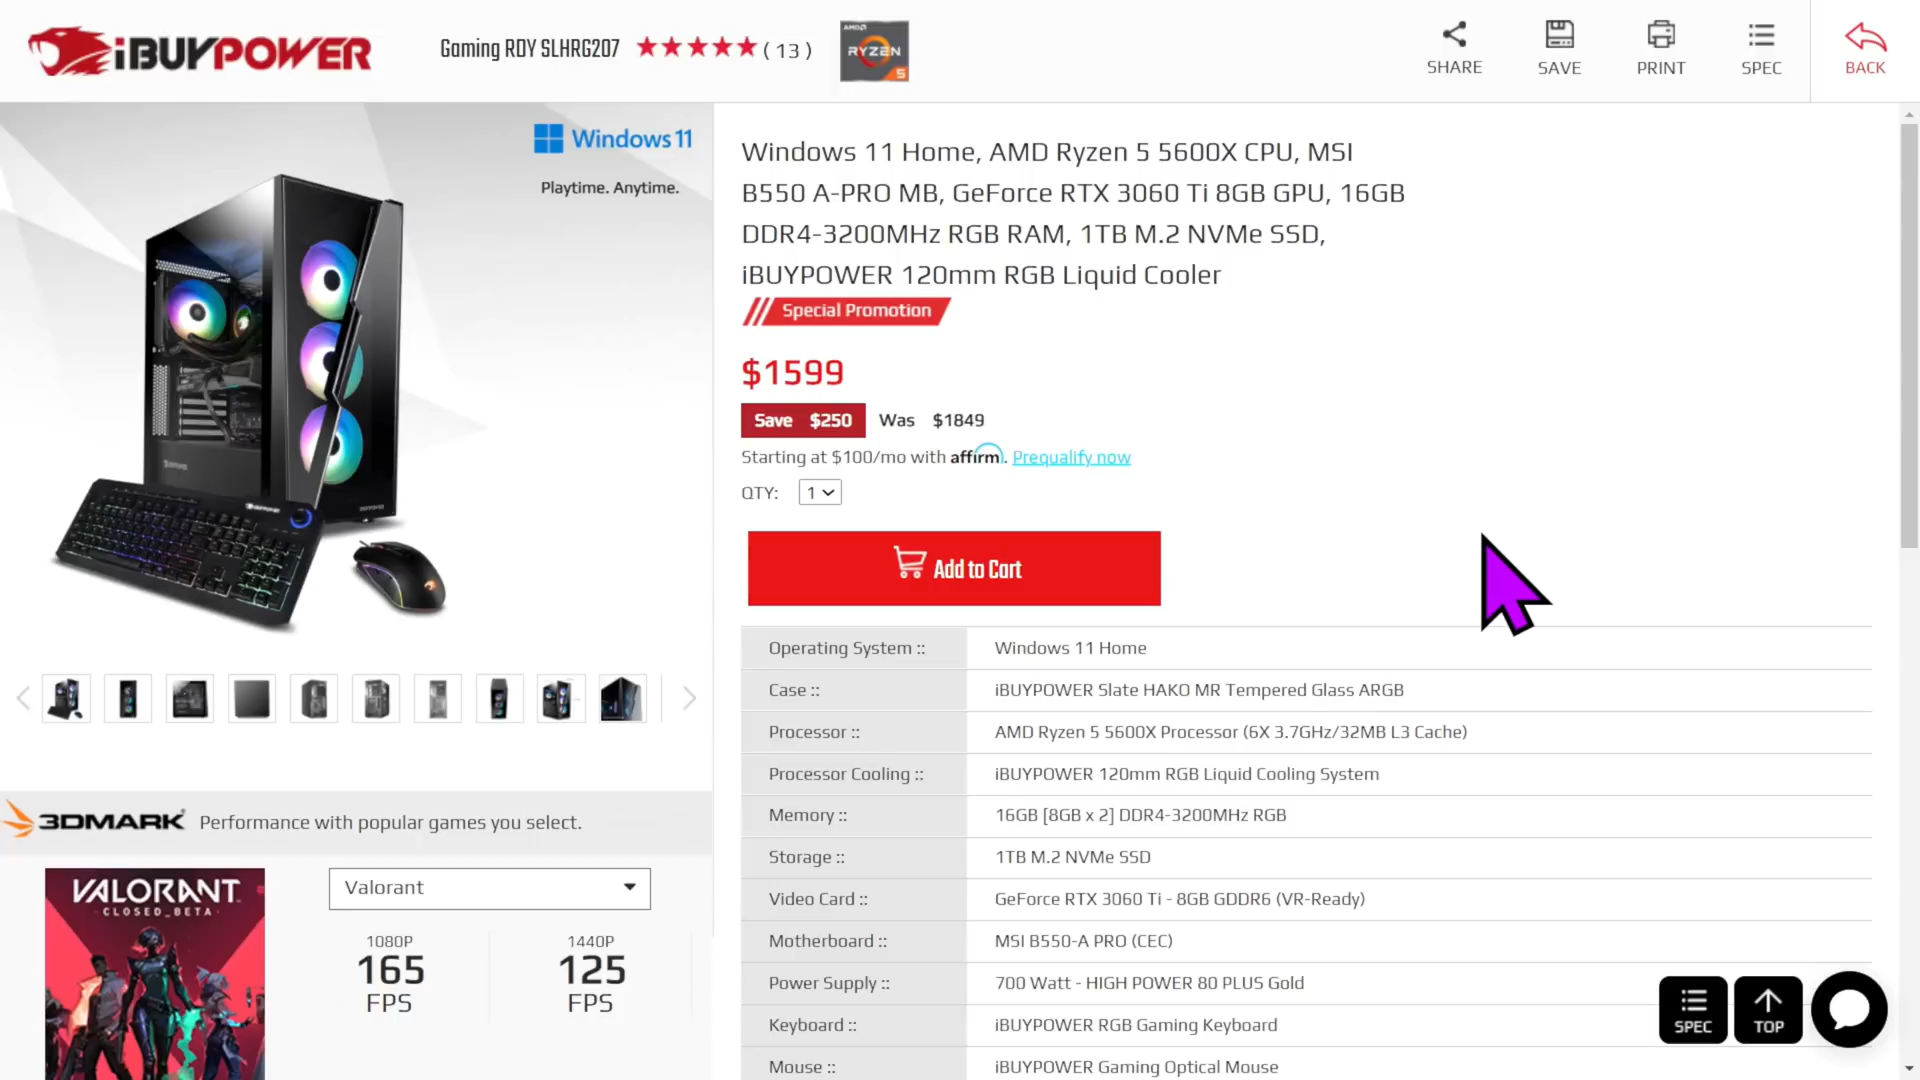 iBUYPOWER
Gaming RDY SLHRG207
( 13 )
AMD
RYZEN
5
SHARE
SAVE
PRINT
SPEC
BACK
Windows 11
Playtime. Anytime.
Windows 11 Home, AMD Ryzen 5 5600X CPU, MSI
B550 A-PRO MB, GeForce RTX 3060 Ti 8GB GPU, 16GB
DDR4-3200MHz RGB RAM, 1TB M.2 NVMe SSD,
iBUYPOWER 120mm RGB Liquid Cooler
Special Promotion
$1599
Save $250 Was $1849
Starting at $100/mo with affirm. Prequalify now
QTY: 1
Add to Cart
Operating System :: Windows 11 Home
Case :: iBUYPOWER Slate HAKO MR Tempered Glass ARGB
Processor :: AMD Ryzen 5 5600X Processor (6X 3.7GHz/32MB L3 Cache)
Processor Cooling :: iBUYPOWER 120mm RGB Liquid Cooling System
Memory :: 16GB [8GB x 2] DDR4-3200MHz RGB
Storage :: 1TB M.2 NVMe SSD
Video Card :: GeForce RTX 3060 Ti - 8GB GDDR6 (VR-Ready)
Motherboard :: MSI B550-A PRO (CEC)
Power Supply :: 700 Watt - HIGH POWER 80 PLUS Gold
Keyboard :: iBUYPOWER RGB Gaming Keyboard
Mouse :: iBUYPOWER Gaming Optical Mouse
3DMARK Performance with popular games you select.
VALORANT
CLOSED_BETA
Valorant
1080P
165
FPS
1440P
125
FPS
SPEC
TOP